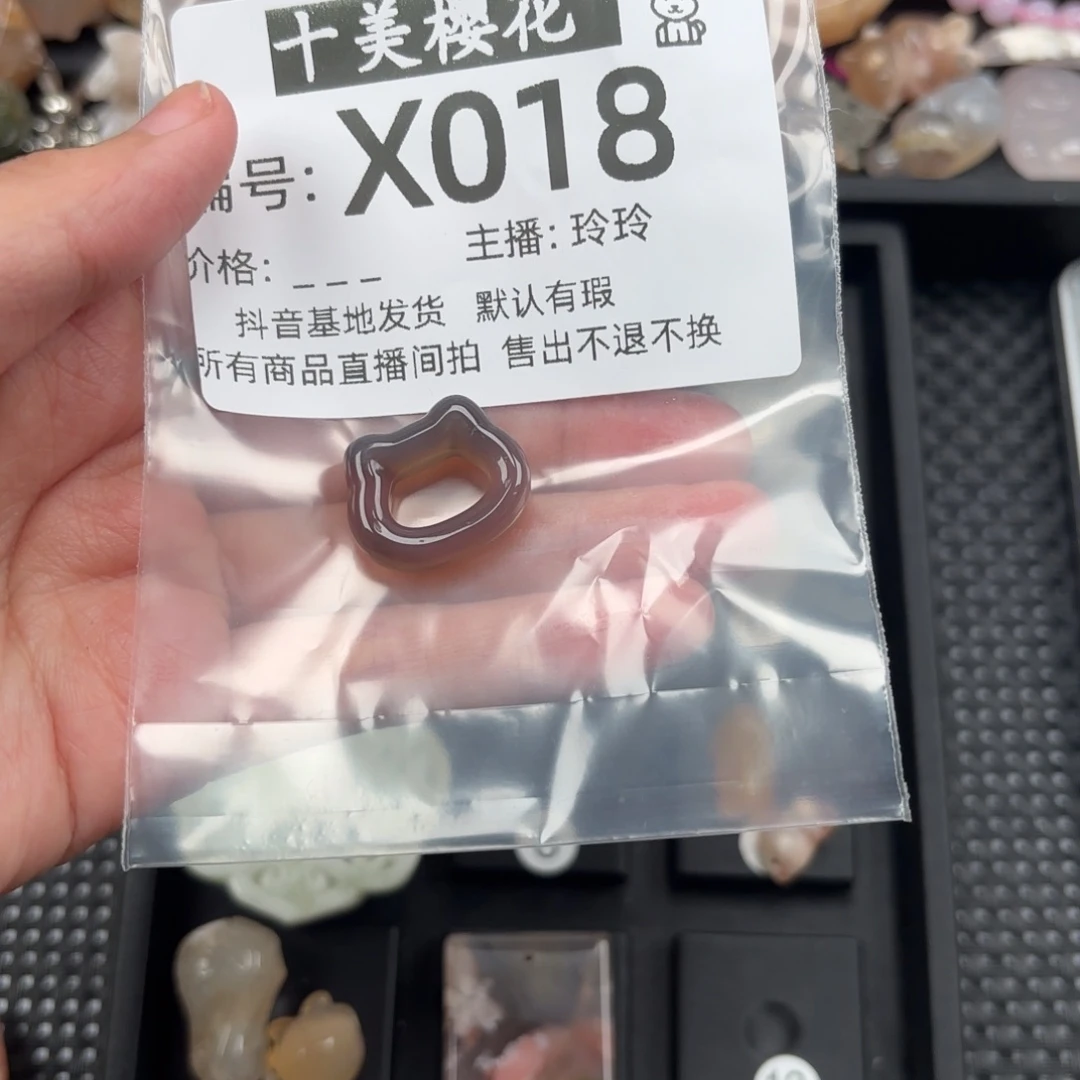 十美樱花
编号: X018
价格: _ _ _ 主播: 玲玲
抖音基地发货 默认有瑕
所有商品直播间拍 售出不退不换